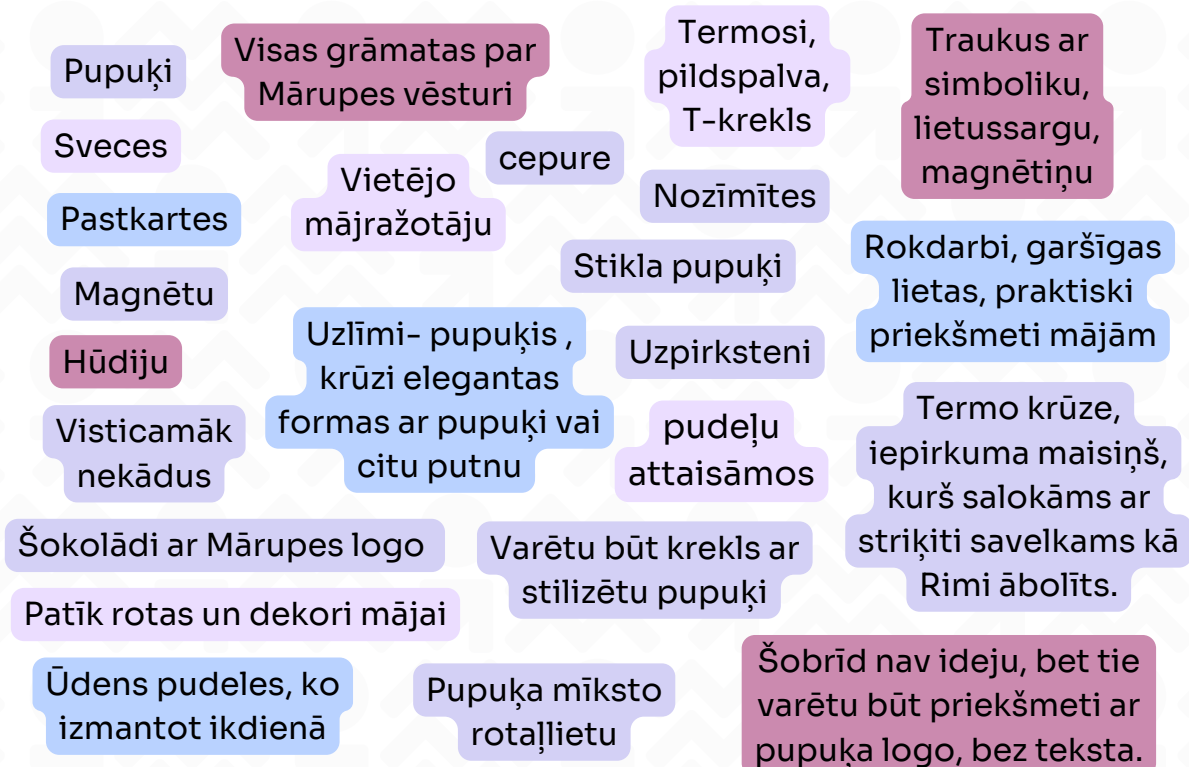 Pupuķi
Visas grāmatas par
Mārupes vēsturi
Termosi,
pildspalva,
T-krekls
Traukus ar
simboliku,
lietussargu,
magnētiņu
Sveces
cepure
Vietējo
mājražotāju
Nozīmītes
Pastkartes
Stikla pupuķi
Rokdarbi, garšīgas
lietas, praktiski
priekšmeti mājām
Magnētu
Uzlīmi- pupuķis ,
krūzi elegantas
formas ar pupuķi vai
citu putnu
Uzpirksteni
Hūdiju
Visticamāk
nekādus
pudeļu
attaisāmos
Termo krūze,
iepirkuma maisiņš,
kurš salokāms ar
striķiti savelkams kā
Rimi ābolīts.
Šokolādi ar Mārupes logo
Varētu būt krekls ar
stilizētu pupuķi
Patīk rotas un dekori mājai
Ūdens pudeles, ko
izmantot ikdienā
Pupuķa mīksto
rotaļlietu
Šobrīd nav ideju, bet tie
varētu būt priekšmeti ar
pupuķa logo, bez teksta.